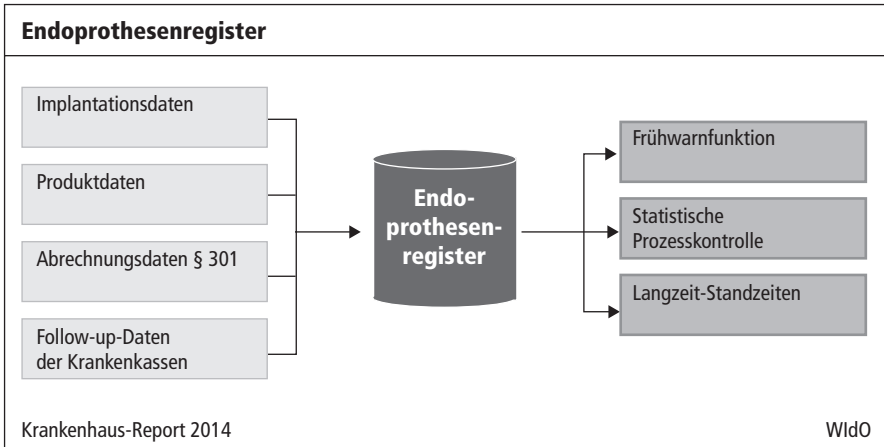 Endoprothesenregister
Implantationsdaten
Produktdaten
Abrechnungsdaten § 301
Follow-up-Daten
der Krankenkassen
Endo-
prothesen-
register
Frühwarnfunktion
Statistische
Prozesskontrolle
Langzeit-Standzeiten
Krankenhaus-Report 2014
WIdO